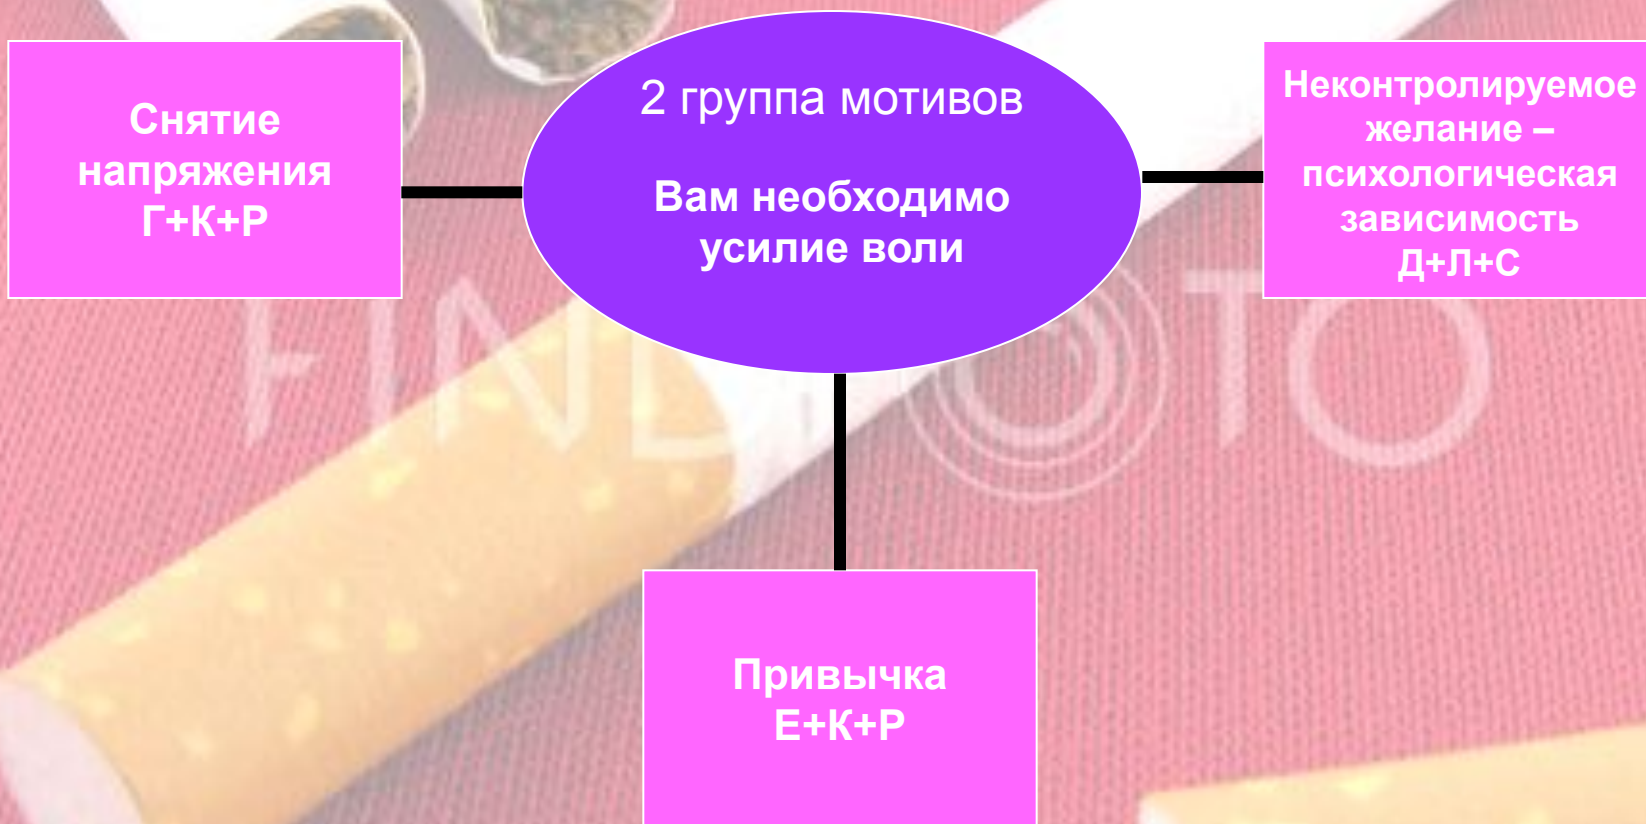 Снятие
напряжения
Г+К+Р
2 группа мотивов
Вам необходимо
усилие воли
Неконтролируемое
желание –
психологическая
зависимость
Д+Л+С
Привычка
Е+К+Р